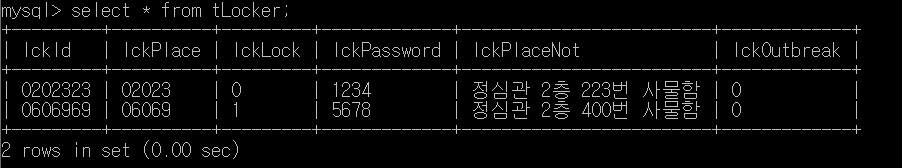 mysql> select * from tLocker;
+---------+----------+---------+-------------+------------------------+-------------+
| lckId | lckPlace | lckLock | lckPassword | lckPlaceNot | lckOutbreak |
+---------+----------+---------+-------------+------------------------+-------------+
| 0202323 | 02023 | 0 | 1234 | 정심관 2층 223번 사물함 | 0 |
| 0606969 | 06069 | 1 | 5678 | 정심관 2층 400번 사물함 | 0 |
+---------+----------+---------+-------------+------------------------+-------------+
2 rows in set (0.00 sec)